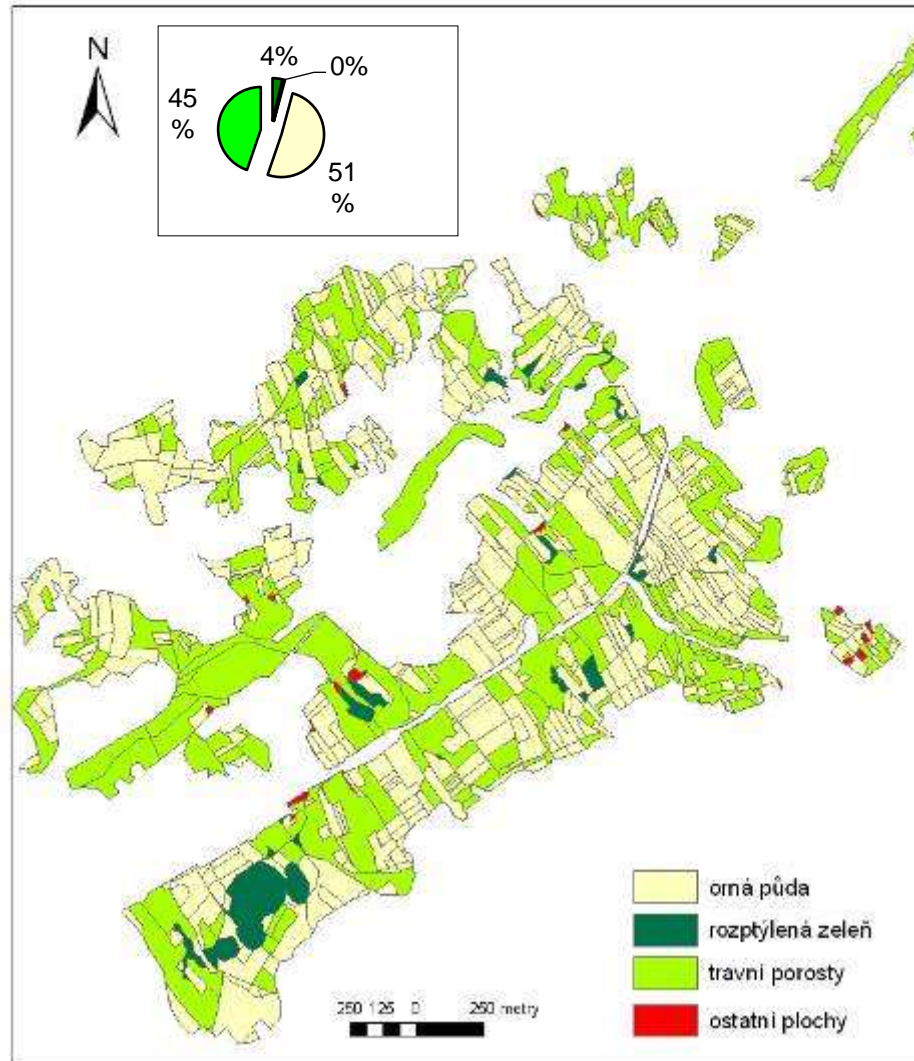 N
4%
0%
45
%
51
%
orná půda
rozptýlená zeleň
travní porosty
ostatní plochy
250 125 0 250 metry